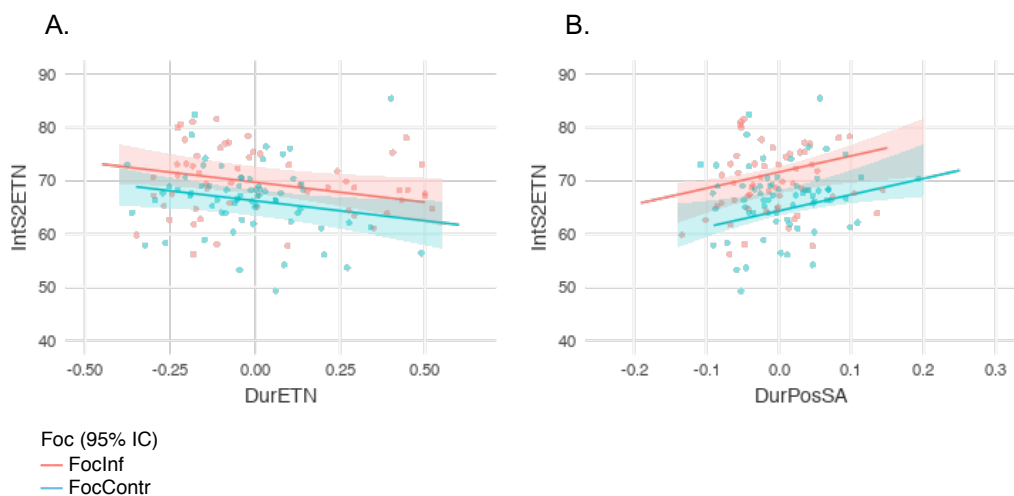 A.
B.
90
80
70
60
50
40
IntS2ETN
-0.50
-0.25
0.00
0.25
0.50
DurETN
90
80
70
60
50
40
IntS2ETN
-0.2
-0.1
0.0
0.1
0.2
0.3
DurPosSA
Foc (95% IC)
FocInf
FocContr